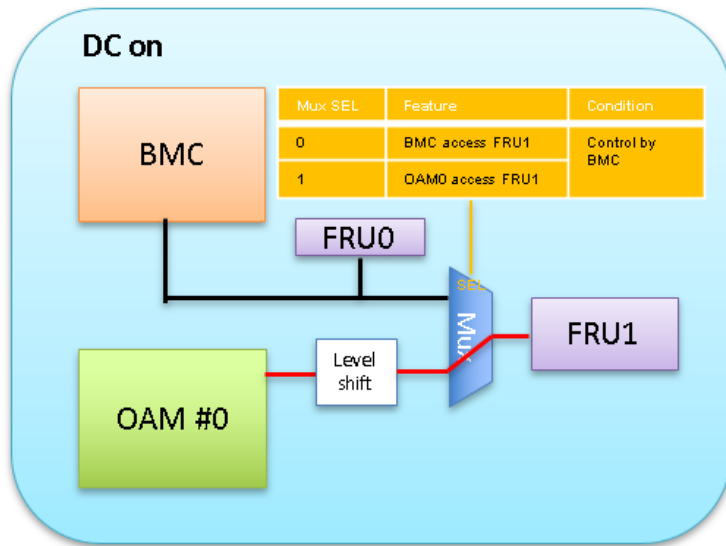 DC on
BMC
Mux SEL Feature Condition
0 BMC access FRU1 Control by BMC
1 OAM0 access FRU1
FRU0
SEL
Mux
FRU1
Level
shift
OAM #0